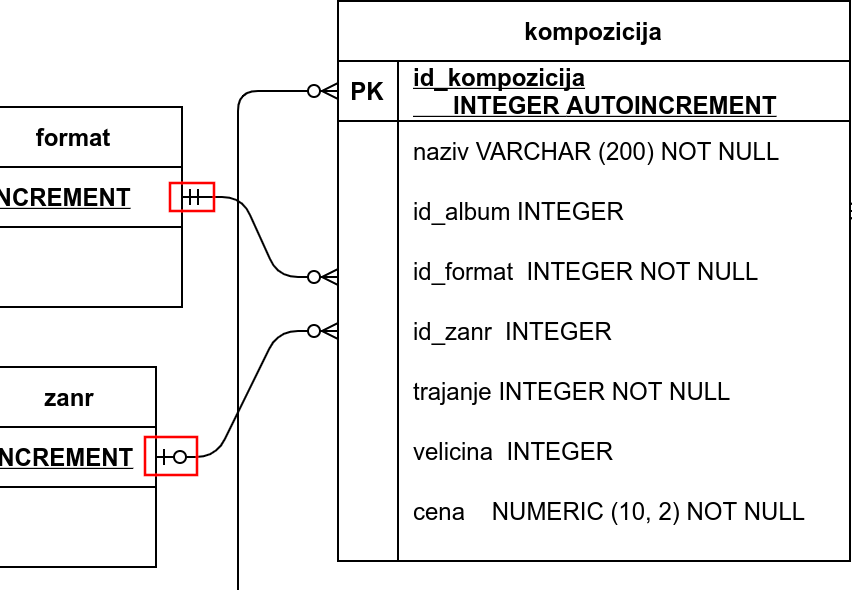 kompozicija
PK
id_kompozicija
INTEGER AUTOINCREMENT
naziv VARCHAR (200) NOT NULL
id_album INTEGER
id_format INTEGER NOT NULL
id_zanr INTEGER
trajanje INTEGER NOT NULL
velicina INTEGER
cena NUMERIC (10, 2) NOT NULL
format
NCREMENT
zanr
NCREMENT